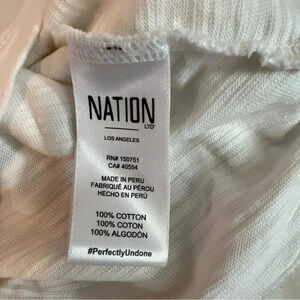 NATION
LTD
LOS ANGELES
RN# 150751
CA# 40554
MADE IN PERU
FABRIQUÉ AU PÉROU
HECHO EN PERÚ
100% COTTON
100% COTON
100% ALGODÓN
#PerfectlyUndone